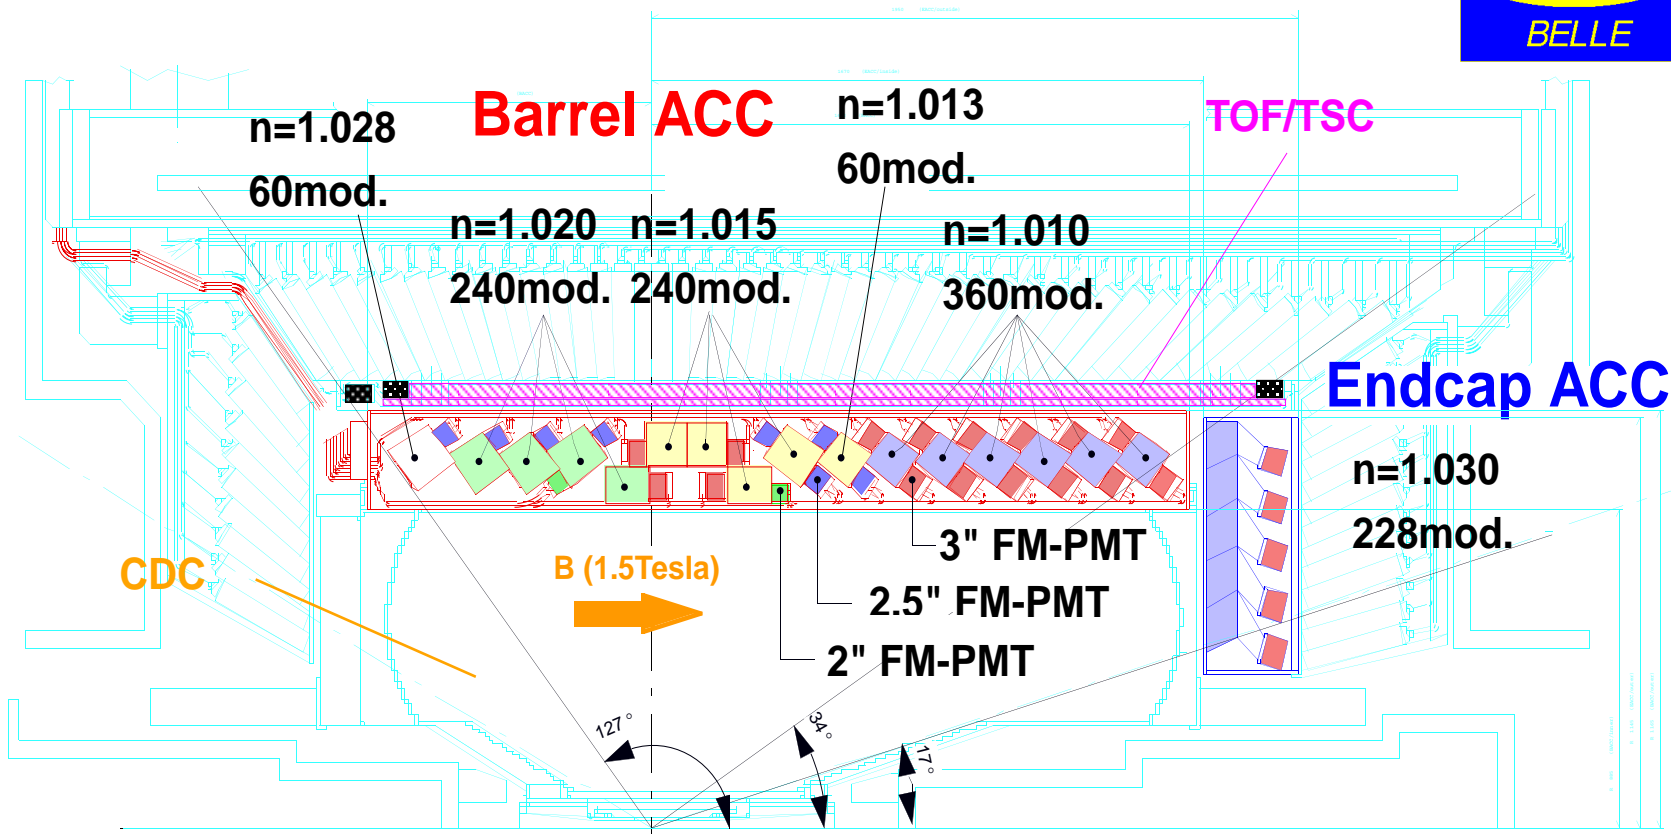 BELLE
Barrel ACC
n=1.013
60mod.
TOF/TSC
n=1.028
60mod.
n=1.020
240mod.
n=1.015
240mod.
n=1.010
360mod.
Endcap ACC
n=1.030
228mod.
3" FM-PMT
2.5" FM-PMT
2" FM-PMT
CDC
B (1.5Tesla)
127°
34°
17°